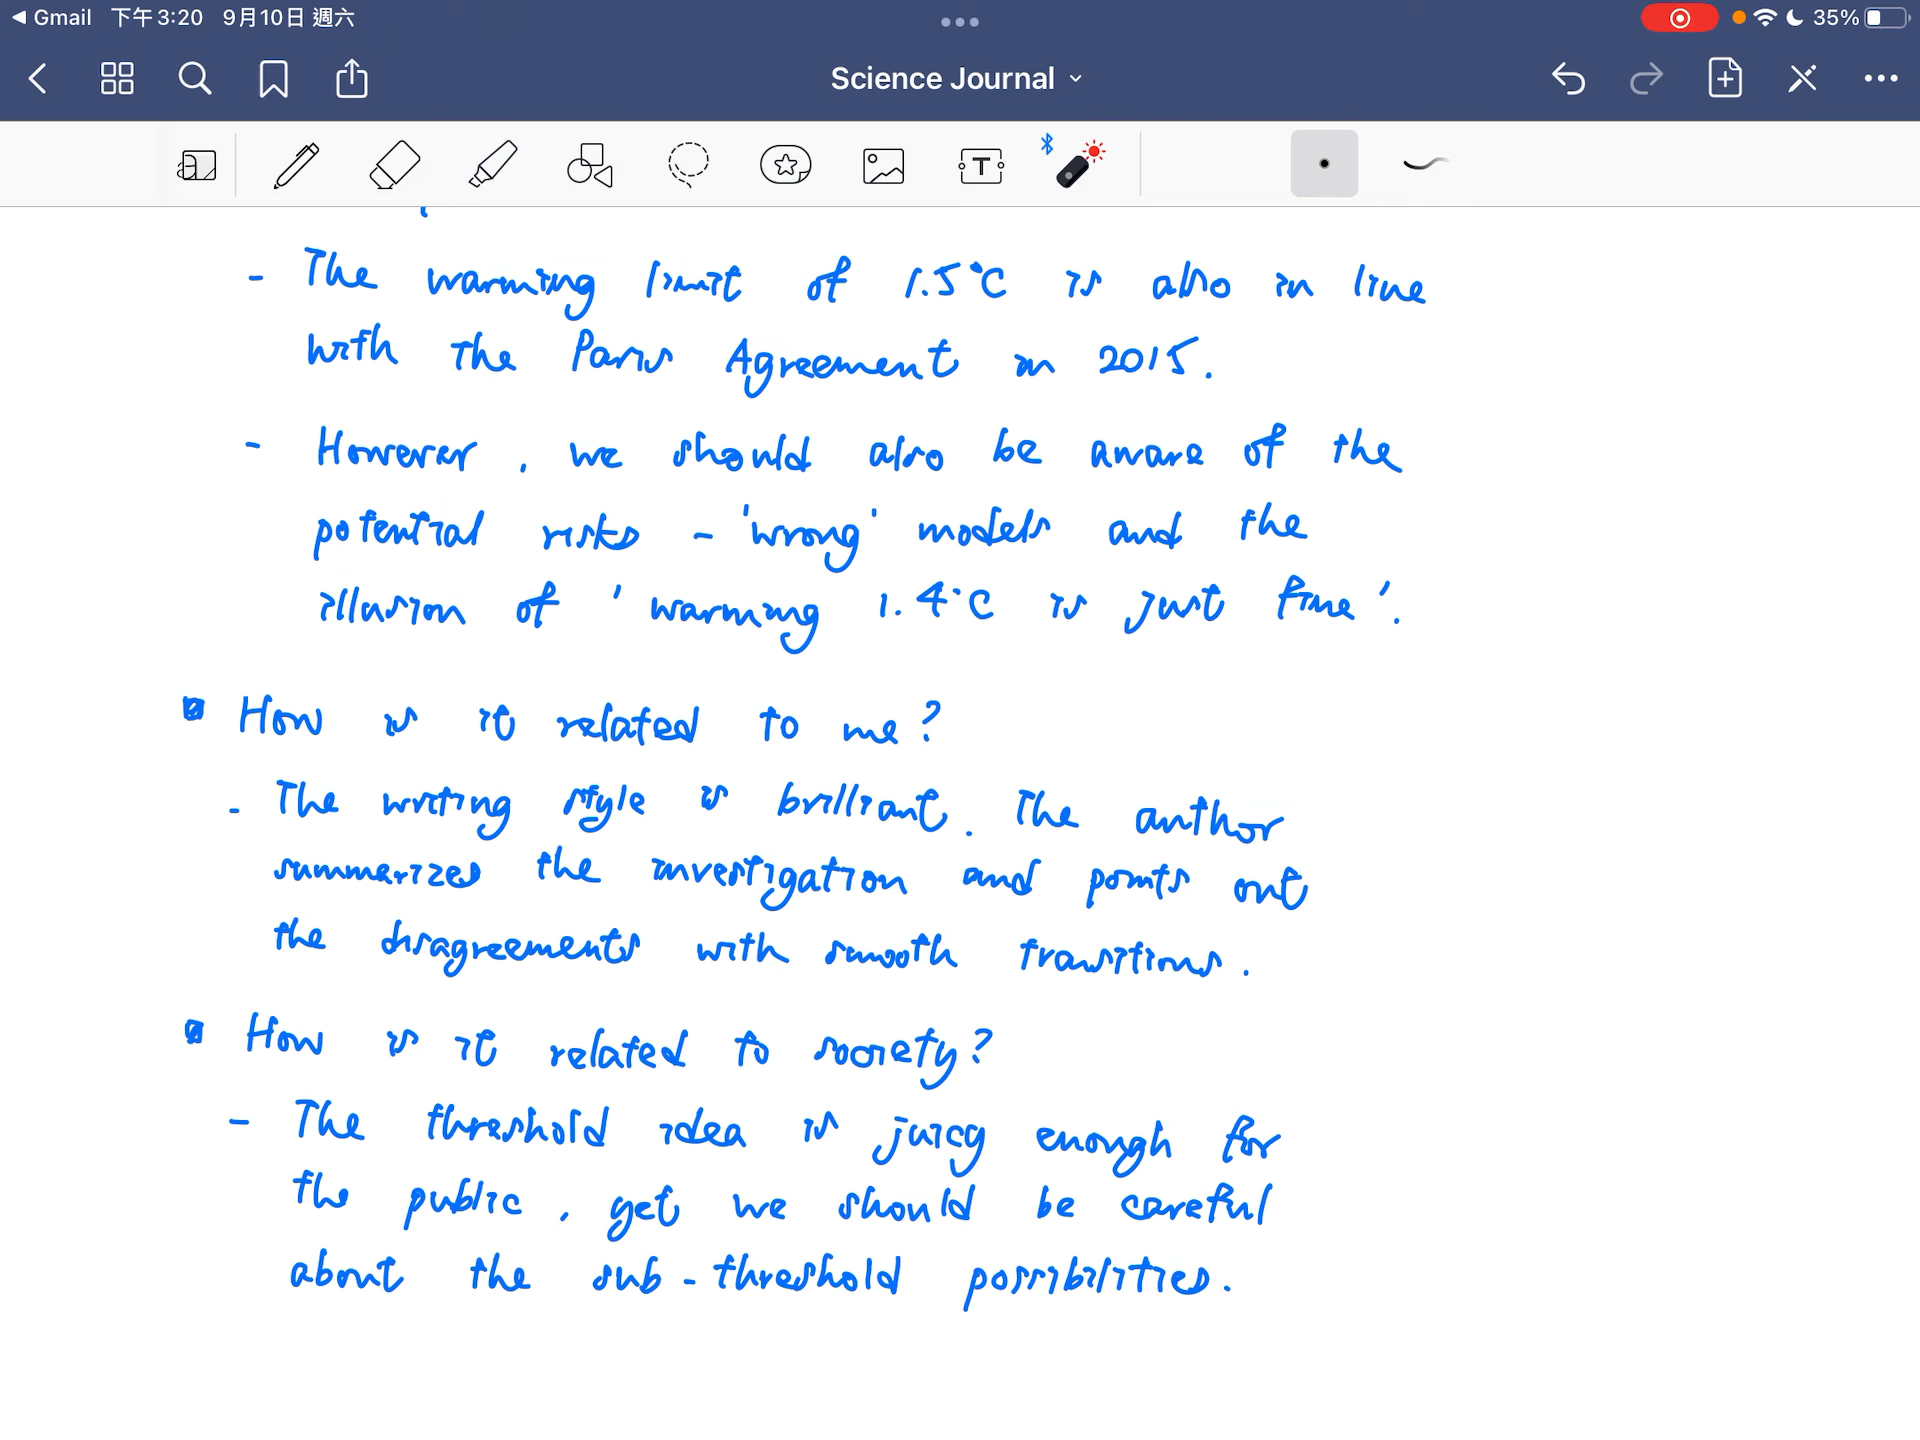 Gmail 下午3:20 9月10日 週六 35%
Science Journal
- The warming limit of 1.5°C is also in line
with the Paris Agreement in 2015.
- However, we should also be aware of the
potential risks - 'wrong' models and the
illusion of 'warming 1.4°C is just fine'.
How is it related to me?
- The writing style is brilliant. The author
summarizes the investigation and points out
the disagreements with smooth transitions.
How is it related to society?
- The threshold idea is juicy enough for
the public, yet we should be careful
about the sub-threshold possibilities.